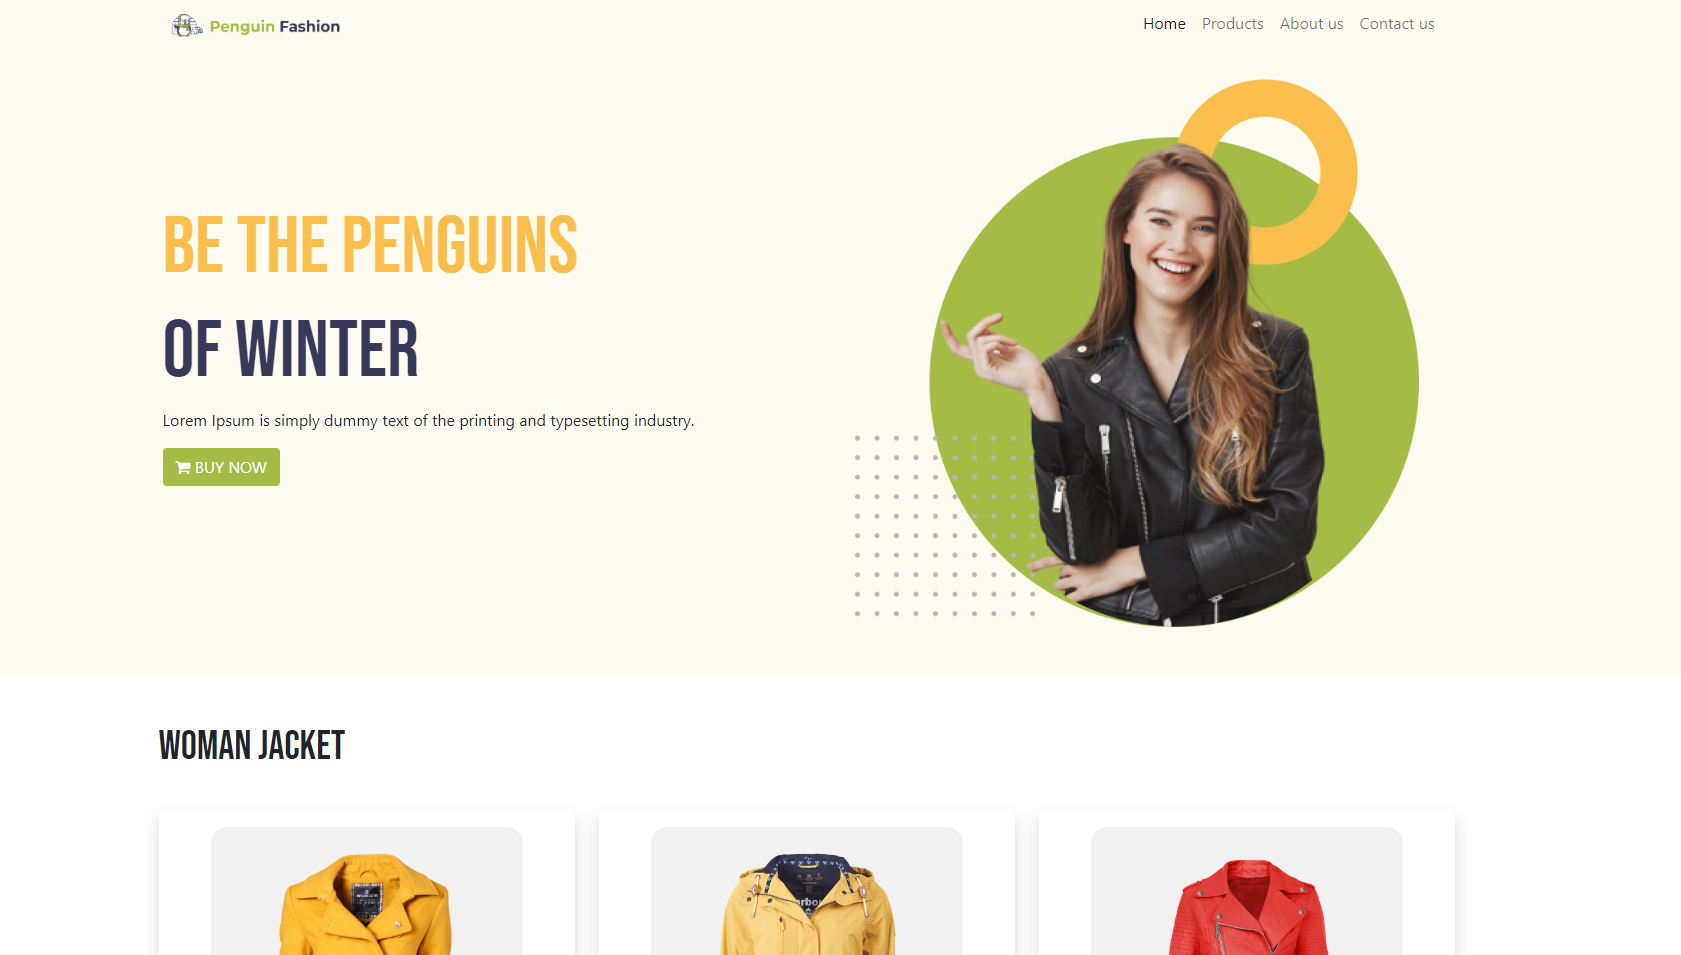 Penguin Fashion
Home Products About us Contact us
BE THE PENGUINS
OF WINTER
Lorem Ipsum is simply dummy text of the printing and typesetting industry.
BUY NOW
WOMAN JACKET